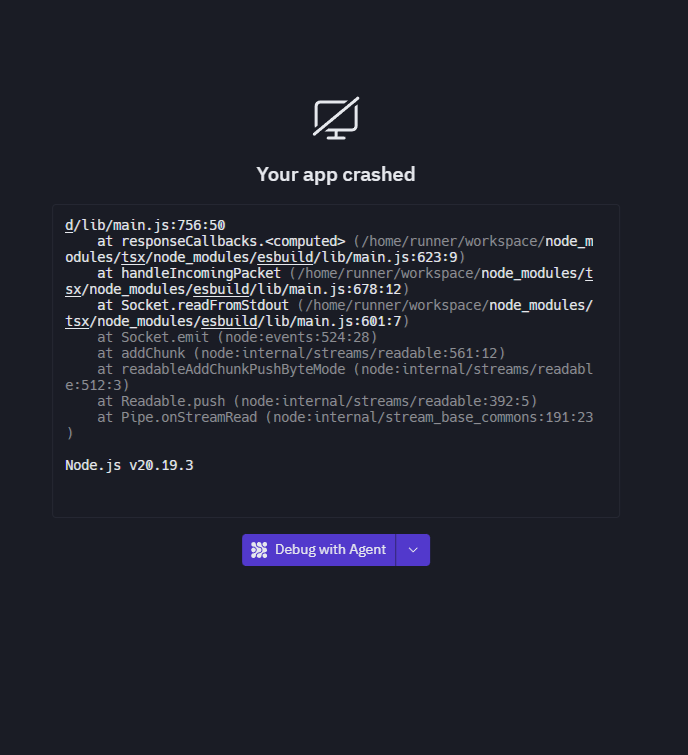 Your app crashed
d/lib/main.js:756:50
    at responseCallbacks.<computed> (/home/runner/workspace/node_m
odules/tsx/node_modules/esbuild/lib/main.js:623:9)
    at handleIncomingPacket (/home/runner/workspace/node_modules/t
sx/node_modules/esbuild/lib/main.js:678:12)
    at Socket.readFromStdout (/home/runner/workspace/node_modules/
tsx/node_modules/esbuild/lib/main.js:601:7)
    at Socket.emit (node:events:524:28)
    at addChunk (node:internal/streams/readable:561:12)
    at readableAddChunkPushByteMode (node:internal/streams/readabl
e:512:3)
    at Readable.push (node:internal/streams/readable:392:5)
    at Pipe.onStreamRead (node:internal/stream_base_commons:191:23
)
Node.js v20.19.3
Debug with Agent